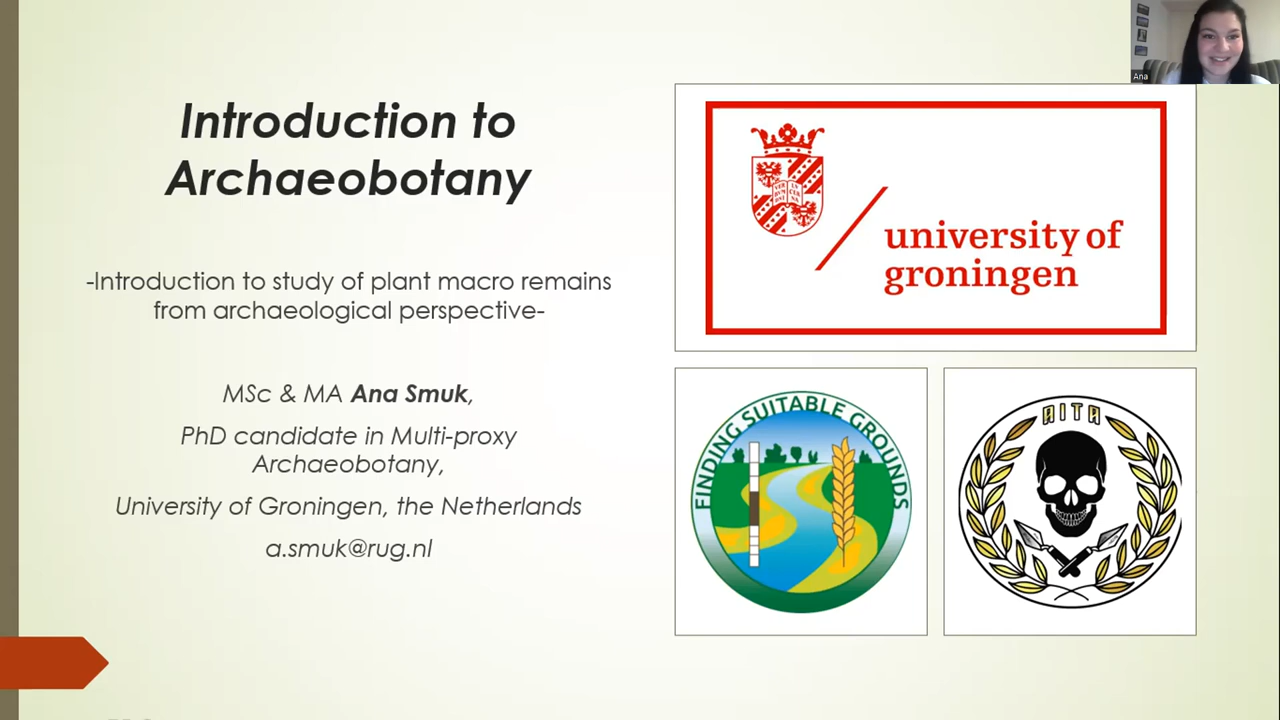 Introduction to
Archaeobotany
-Introduction to study of plant macro remains
from archaeological perspective-
MSc & MA Ana Smuk,
PhD candidate in Multi-proxy
Archaeobotany,
University of Groningen, the Netherlands
a.smuk@rug.nl
Ana
university of
groningen
FINDING SUITABLE GROUNDS
AITA